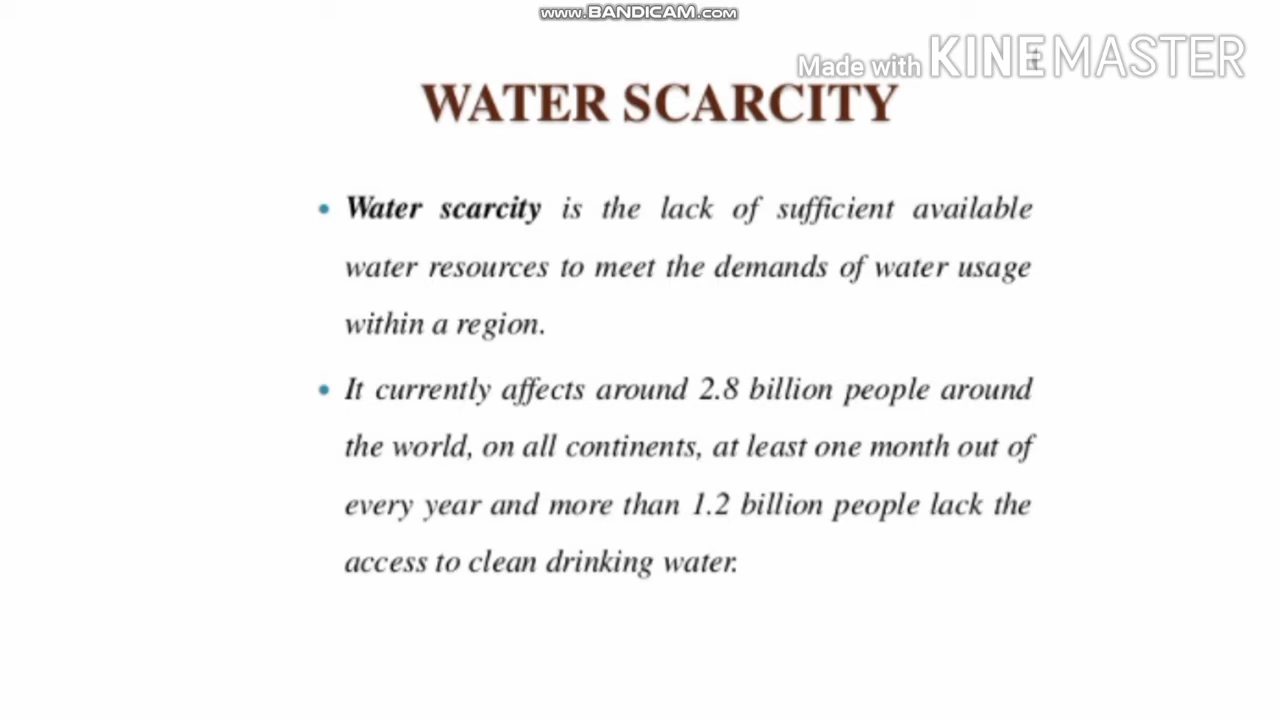 www.BANDICAM.com
Made with KINEMASTER
WATER SCARCITY
• Water scarcity is the lack of sufficient available
water resources to meet the demands of water usage
within a region.
• It currently affects around 2.8 billion people around
the world, on all continents, at least one month out of
every year and more than 1.2 billion people lack the
access to clean drinking water.